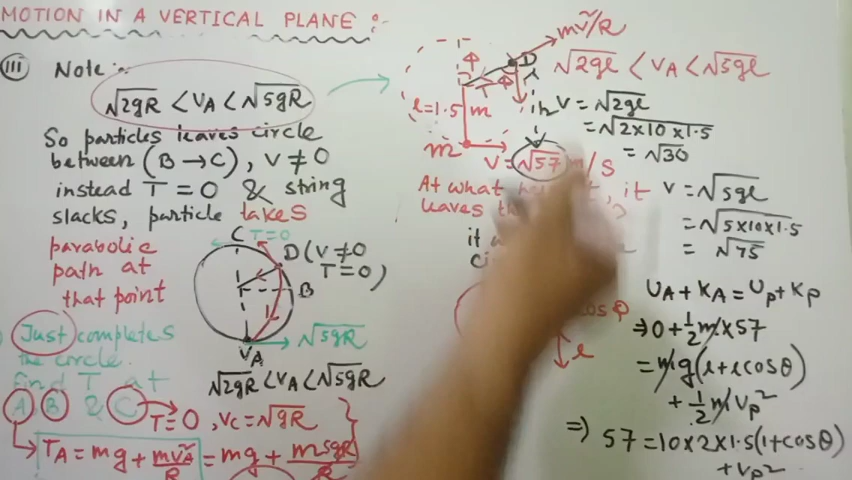 MOTION IN A VERTICAL PLANE :-
III Note :-
√2gR < VA < √5gR
So particles leaves circle
between (B → C), V ≠ 0
instead T = 0 & string
slacks, particle takes
parabolic
path at
that point
C T=0
D (V≠0
T=0)
B
VA → √5gR
√2gR < VA < √5gR
Just completes
the circle.
find T at
A, B & C
T=0, VC = √gR
TA = mg + mVA²/R = mg + m5gR/R
mv²/R
D
T
l=1.5 m
m
V = √57 m/s
√2gl < VA < √5gl
V = √2gl
= √2×10×1.5
= √30
At what it
leaves
it
V = √5gl
= √5×10×1.5
= √75
l
UA + KA = Up + Kp
⇒ 0 + ½ m × 57
= mg(l + l cosθ)
+ ½ m Vp²
⇒ 57 = 10×2×1.5(1+cosθ)
+ Vp²